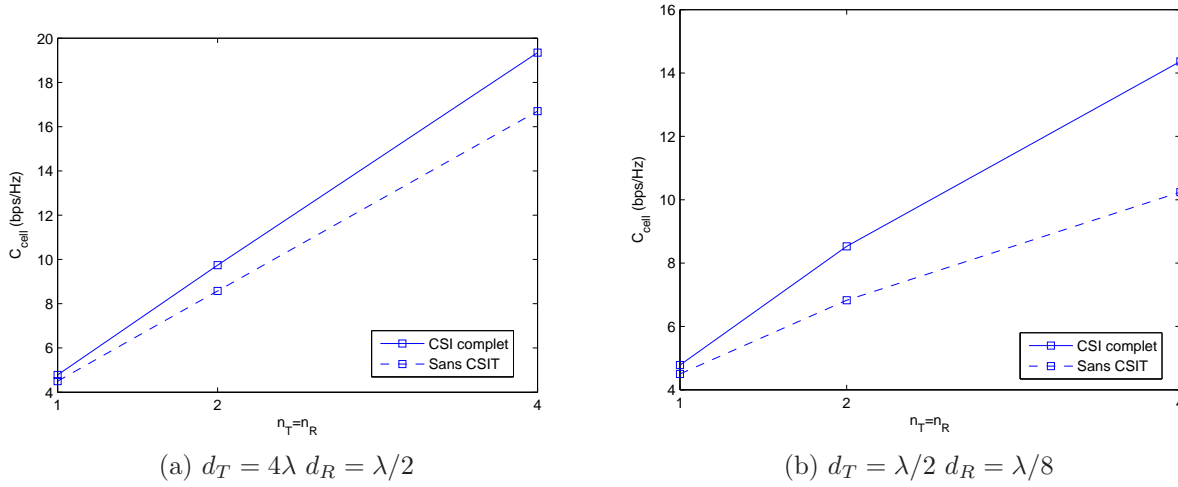 20
18
16
14
12
10
8
6
4
C_cell (bps/Hz)
1
2
4
n_T=n_R
CSI complet
Sans CSIT
(a) d_T = 4λ d_R = λ/2
16
14
12
10
8
6
4
C_cell (bps/Hz)
1
2
4
n_T=n_R
CSI complet
Sans CSIT
(b) d_T = λ/2 d_R = λ/8